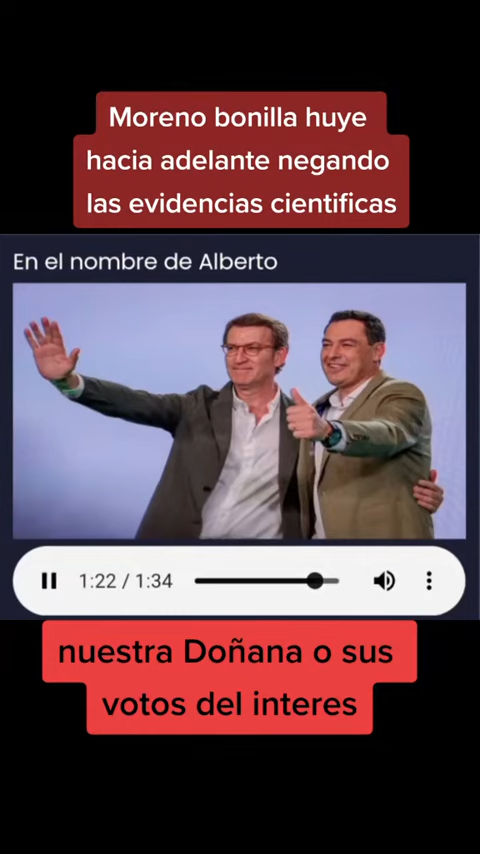 Moreno bonilla huye
hacia adelante negando
las evidencias cientificas
En el nombre de Alberto
1:22 / 1:34
nuestra Doñana o sus
votos del interes